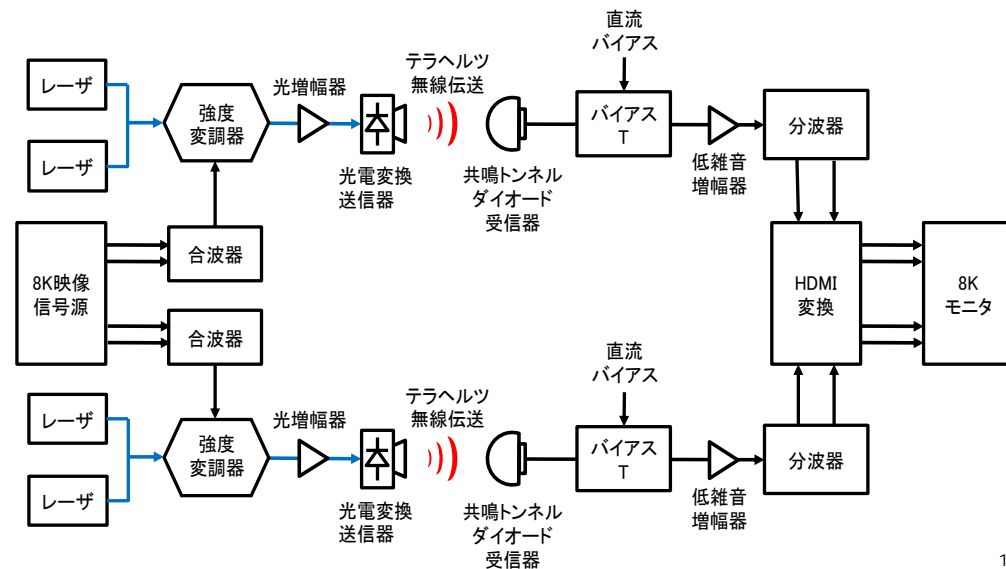 レーザ
レーザ
強度
変調器
光増幅器
光電変換
送信器
テラヘルツ
無線伝送
共鳴トンネル
ダイオード
受信器
直流
バイアス
バイアス
T
低雑音
増幅器
分波器
8K映像
信号源
合波器
合波器
HDMI
変換
8K
モニタ
レーザ
レーザ
強度
変調器
光増幅器
光電変換
送信器
テラヘルツ
無線伝送
共鳴トンネル
ダイオード
受信器
直流
バイアス
バイアス
T
低雑音
増幅器
分波器
1